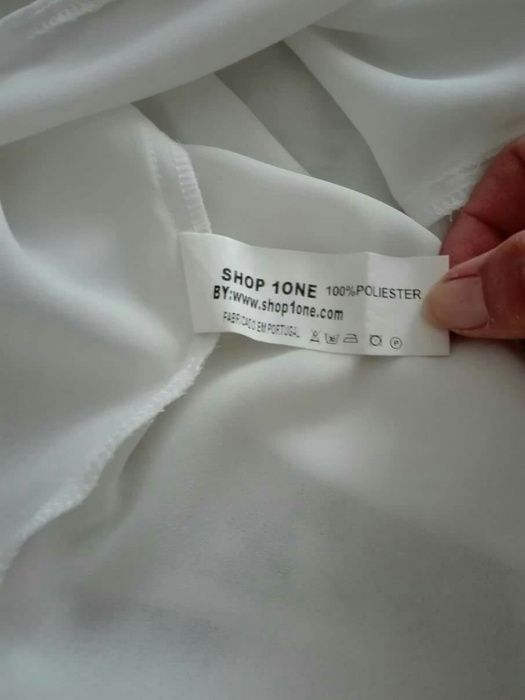 SHOP 1ONE 100%POLIESTER
BY:www.shop1one.com
FABRICADO EM PORTUGAL
P